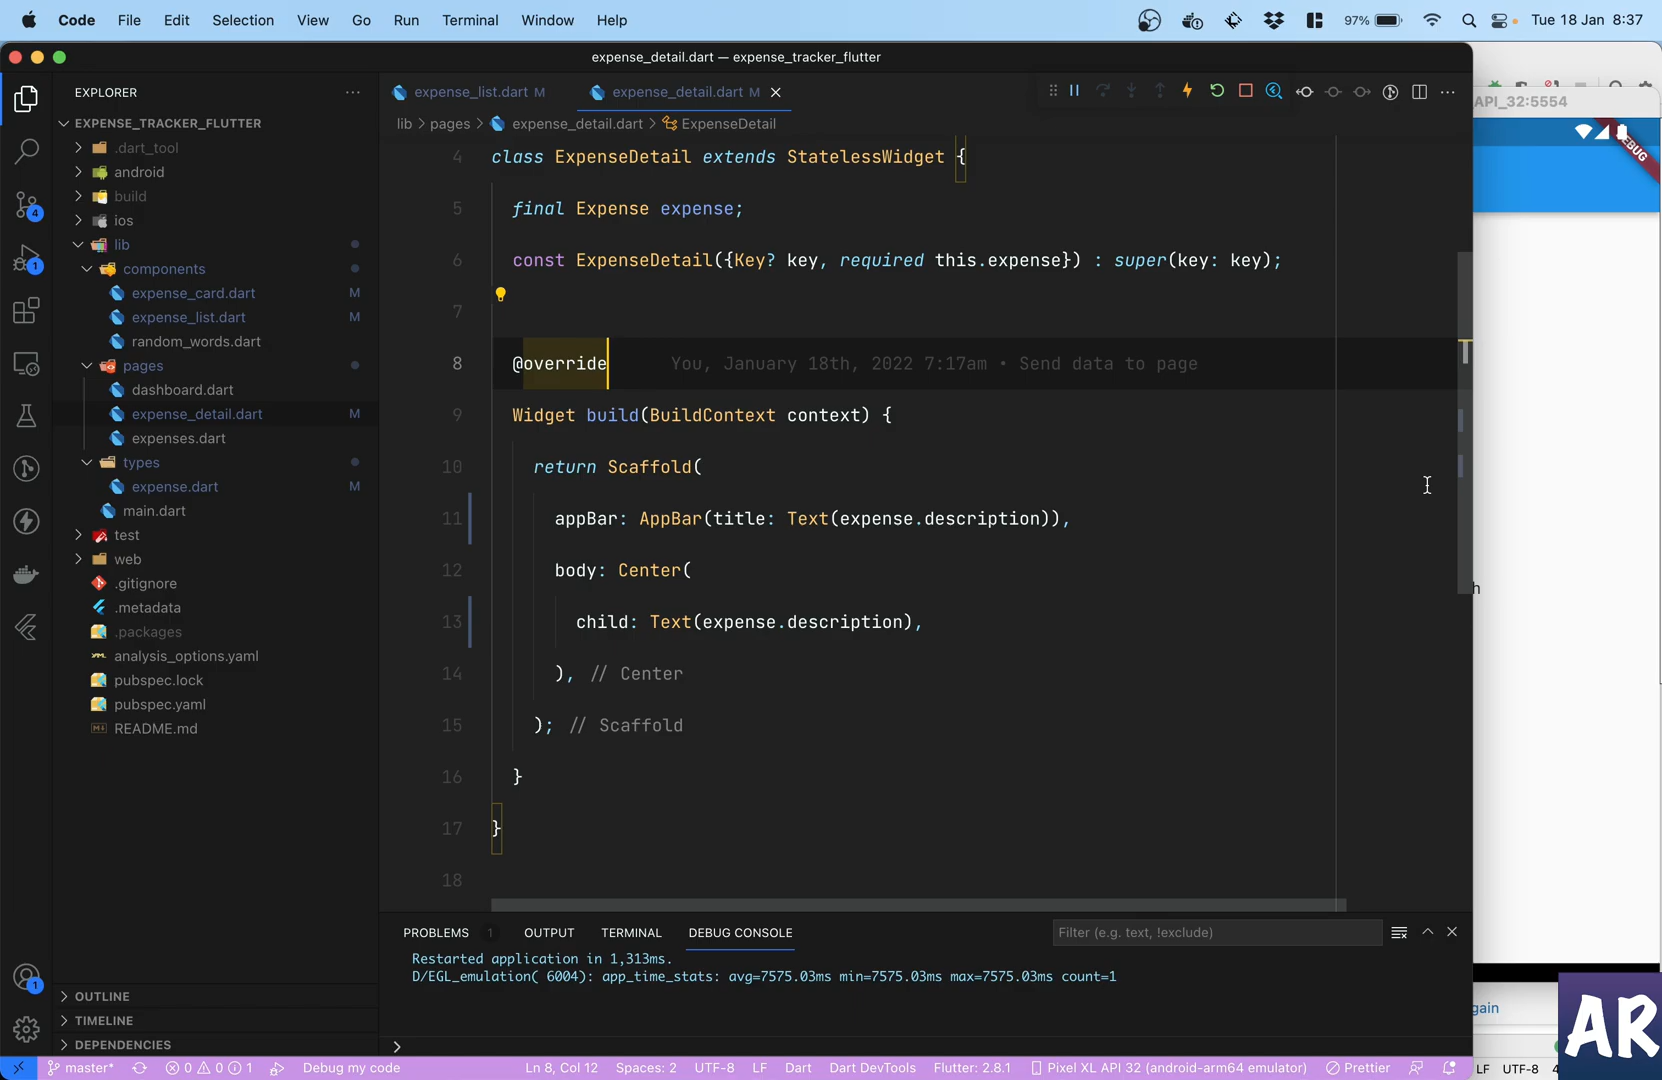 Code File Edit Selection View Go Run Terminal Window Help 97% Tue 18 Jan 8:37
expense_detail.dart — expense_tracker_flutter
EXPLORER
expense_list.dart M expense_detail.dart M
API_32:5554
EXPENSE_TRACKER_FLUTTER
lib > pages > expense_detail.dart > ExpenseDetail
DEBUG
.dart_tool
android
build
ios
lib
components
expense_card.dart M
expense_list.dart M
random_words.dart
pages
dashboard.dart
expense_detail.dart M
expenses.dart
types
expense.dart M
main.dart
test
web
.gitignore
.metadata
.packages
analysis_options.yaml
pubspec.lock
pubspec.yaml
README.md
OUTLINE
TIMELINE
DEPENDENCIES
4
1
1
4 class ExpenseDetail extends StatelessWidget {
5 final Expense expense;
6 const ExpenseDetail({Key? key, required this.expense}) : super(key: key);
7
8 @override You, January 18th, 2022 7:17am • Send data to page
9 Widget build(BuildContext context) {
10 return Scaffold(
11 appBar: AppBar(title: Text(expense.description)),
12 body: Center(
13 child: Text(expense.description),
14 ), // Center
15 ); // Scaffold
16 }
17 }
18
h
PROBLEMS 1 OUTPUT TERMINAL DEBUG CONSOLE Filter (e.g. text, !exclude)
Restarted application in 1,313ms.
D/EGL_emulation( 6004): app_time_stats: avg=7575.03ms min=7575.03ms max=7575.03ms count=1
gain
AR
master* 0 0 1 Debug my code Ln 8, Col 12 Spaces: 2 UTF-8 LF Dart Dart DevTools Flutter: 2.8.1 Pixel XL API 32 (android-arm64 emulator) Prettier
LF UTF-8 4